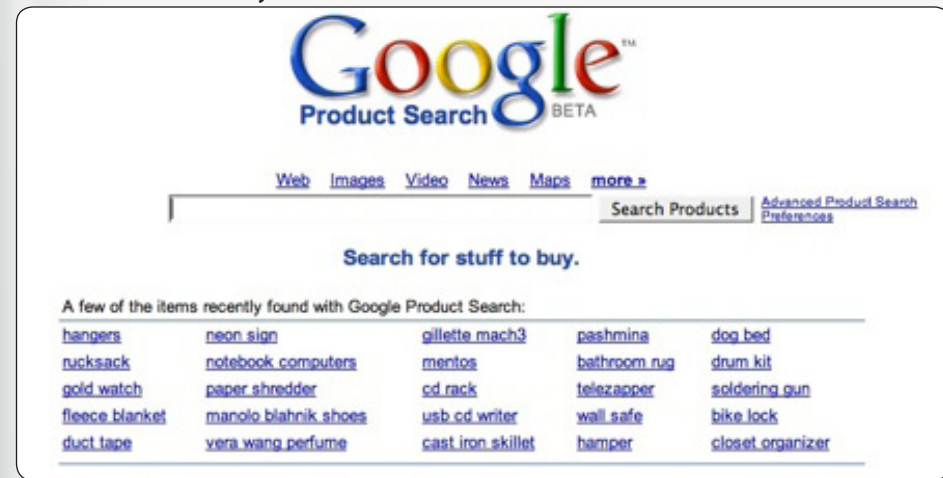 Google™
Product Search BETA
Web Images Video News Maps more »
Search Products Advanced Product Search
Preferences
Search for stuff to buy.
A few of the items recently found with Google Product Search:
hangers neon sign gillette mach3 pashmina dog bed
rucksack notebook computers mentos bathroom rug drum kit
gold watch paper shredder cd rack telezapper soldering gun
fleece blanket manolo blahnik shoes usb cd writer wall safe bike lock
duct tape vera wang perfume cast iron skillet hamper closet organizer